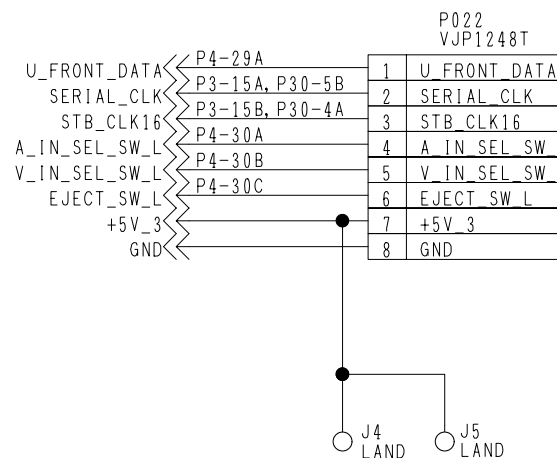 P022
VJP1248T
U_FRONT_DATA P4-29A 1 U_FRONT_DATA
SERIAL_CLK P3-15A, P30-5B 2 SERIAL_CLK
STB_CLK16 P3-15B, P30-4A 3 STB_CLK16
A_IN_SEL_SW_L P4-30A 4 A_IN_SEL_SW_
V_IN_SEL_SW_L P4-30B 5 V_IN_SEL_SW_
EJECT_SW_L P4-30C 6 EJECT_SW_L
+5V_3 7 +5V_3
GND 8 GND
J4 J5
LAND LAND